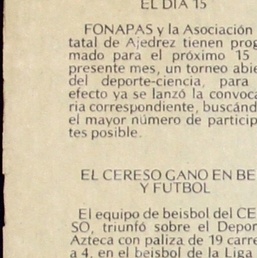 EL DIA 15
FONAPAS y la Asociación
tatal de Ajedrez tienen prog
mado para el próximo 15
presente mes, un torneo abie
del deporte-ciencia, para
efecto ya se lanzó la convoca
ria correspondiente, buscánd
el mayor número de particip
tes posible.
EL CERESO GANO EN BE
Y FUTBOL
El equipo de beisbol del CE
SO, triunfó sobre el Depor
Azteca con paliza de 19 carre
a 4, en el beisbol de la Liga